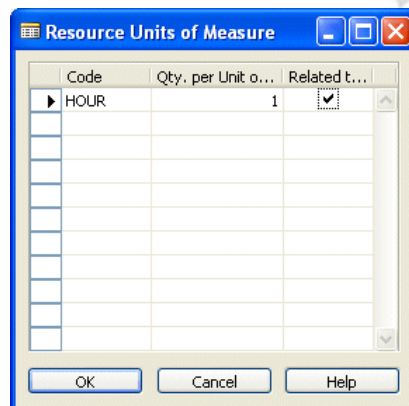 Resource Units of Measure
Code Qty. per Unit o... Related t...
HOUR 1
OK Cancel Help